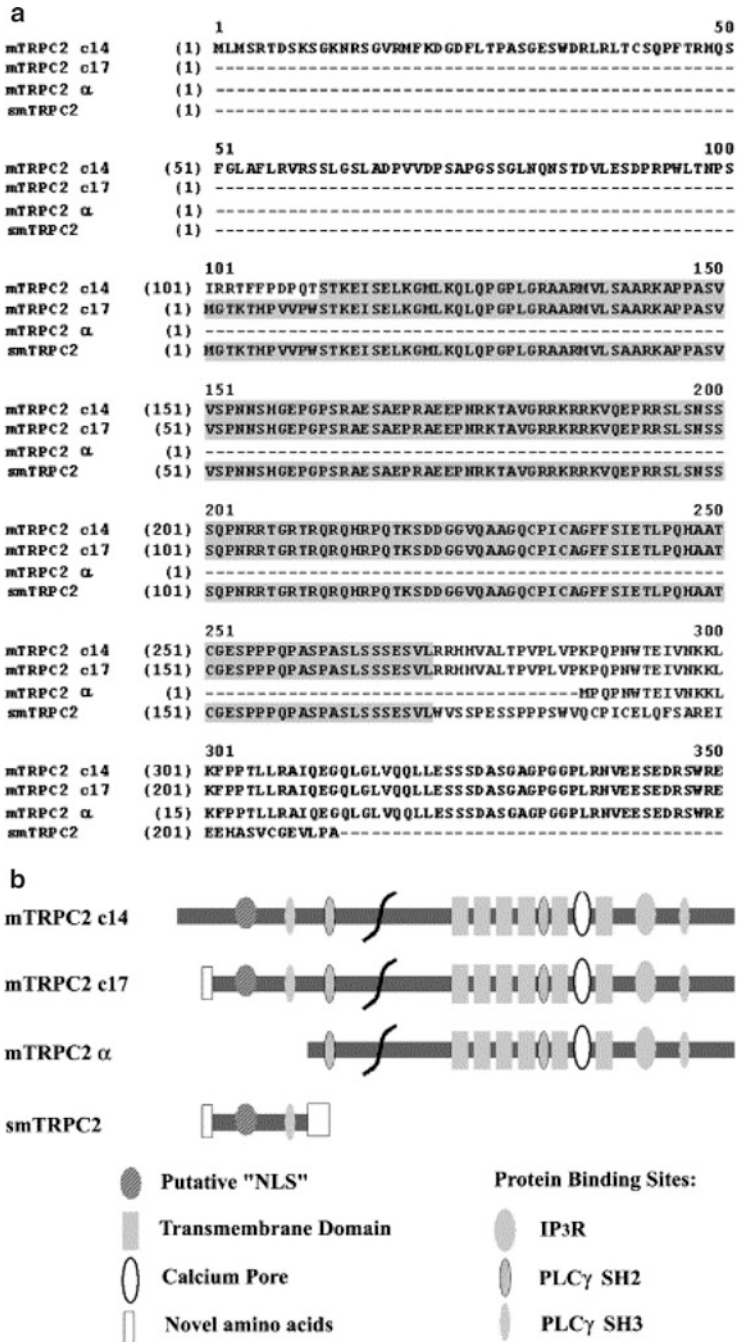 a
1 50
mTRPC2 c14 (1) MLMSRTDSKSGKNRSGVRMFKDGDFLTPASGESWDRLRLTCSQPFTRHQS
mTRPC2 c17 (1) --------------------------------------------------
mTRPC2 α (1) --------------------------------------------------
smTRPC2 (1) --------------------------------------------------
51 100
mTRPC2 c14 (51) FGLAFLRVRSSLGSLADPVVDPSAPGSSGLNQNSTDVLESDPRPWLTNPS
mTRPC2 c17 (1) --------------------------------------------------
mTRPC2 α (1) --------------------------------------------------
smTRPC2 (1) --------------------------------------------------
101 150
mTRPC2 c14 (101) IRRTFFPDPQTSTKEISELKGMLKQLQPGPLGRAARMVLSAARKAPPASV
mTRPC2 c17 (1) MGTKTHPVVPWSTKEISELKGMLKQLQPGPLGRAARMVLSAARKAPPASV
mTRPC2 α (1) --------------------------------------------------
smTRPC2 (1) MGTKTHPVVPWSTKEISELKGMLKQLQPGPLGRAARMVLSAARKAPPASV
151 200
mTRPC2 c14 (151) VSPNNSHGEPGPSRAESAEPRAEEPNRKTAVGRRKRRKVQEPRRSLSNSS
mTRPC2 c17 (51) VSPNNSHGEPGPSRAESAEPRAEEPNRKTAVGRRKRRKVQEPRRSLSNSS
mTRPC2 α (1) --------------------------------------------------
smTRPC2 (51) VSPNNSHGEPGPSRAESAEPRAEEPNRKTAVGRRKRRKVQEPRRSLSNSS
201 250
mTRPC2 c14 (201) SQPNRRTGRTRQRQHRPQTKSDDGGVQAAGQCPICAGFFSIETLPQHAAT
mTRPC2 c17 (101) SQPNRRTGRTRQRQHRPQTKSDDGGVQAAGQCPICAGFFSIETLPQHAAT
mTRPC2 α (1) --------------------------------------------------
smTRPC2 (101) SQPNRRTGRTRQRQHRPQTKSDDGGVQAAGQCPICAGFFSIETLPQHAAT
251 300
mTRPC2 c14 (251) CGESPPPQPASPASLSSSESVLRRHHVALTPVPLVPKPQPNWTEIVNKKL
mTRPC2 c17 (151) CGESPPPQPASPASLSSSESVLRRHHVALTPVPLVPKPQPNWTEIVNKKL
mTRPC2 α (1) ------------------------------------MPQPNWTEIVNKKL
smTRPC2 (151) CGESPPPQPASPASLSSSESVLWVSSPESSPPPSWVQCPICELQFSAREI
301 350
mTRPC2 c14 (301) KFPPTLLRAIQEGQLGLVQQLLESSSDASGAGPGGPLRNVEESEDRSWRE
mTRPC2 c17 (201) KFPPTLLRAIQEGQLGLVQQLLESSSDASGAGPGGPLRNVEESEDRSWRE
mTRPC2 α (15) KFPPTLLRAIQEGQLGLVQQLLESSSDASGAGPGGPLRNVEESEDRSWRE
smTRPC2 (201) EEHASVCGEVLPA-------------------------------------
b
mTRPC2 c14
mTRPC2 c17
mTRPC2 α
smTRPC2
Putative "NLS" Protein Binding Sites:
Transmembrane Domain IP3R
Calcium Pore PLCγ SH2
Novel amino acids PLCγ SH3